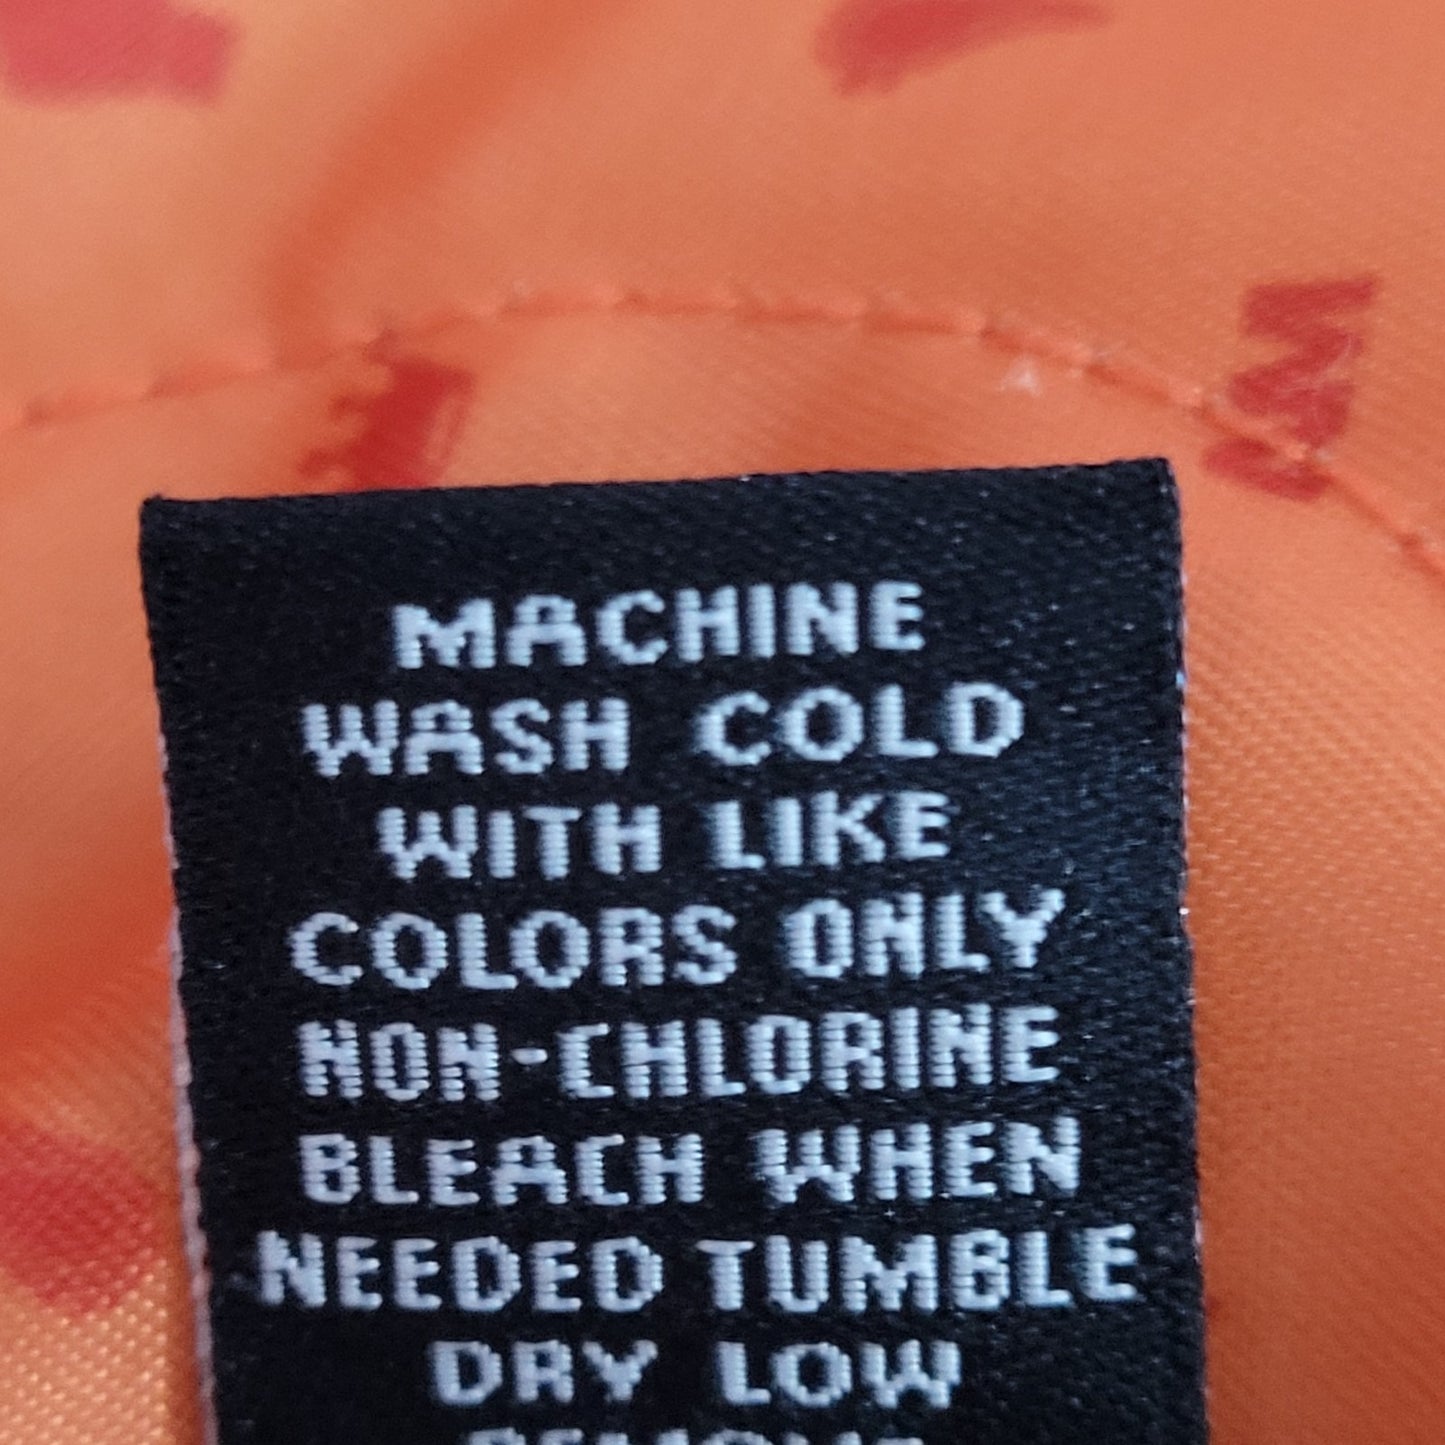 MACHINE
WASH COLD
WITH LIKE
COLORS ONLY
NON-CHLORINE
BLEACH WHEN
NEEDED TUMBLE
DRY LOW